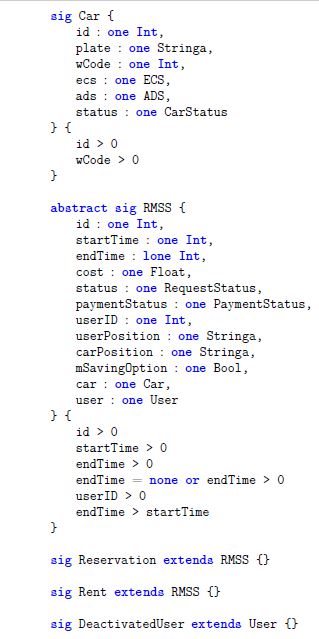 sig Car {
id : one Int,
plate : one Stringa,
wCode : one Int,
ecs : one ECS,
ads : one ADS,
status : one CarStatus
} {
id > 0
wCode > 0
}
abstract sig RMSS {
id : one Int,
startTime : one Int,
endTime : lone Int,
cost : one Float,
status : one RequestStatus,
paymentStatus : one PaymentStatus,
userID : one Int,
userPosition : one Stringa,
carPosition : one Stringa,
mSavingOption : one Bool,
car : one Car,
user : one User
} {
id > 0
startTime > 0
endTime > 0
endTime = none or endTime > 0
userID > 0
endTime > startTime
}
sig Reservation extends RMSS {}
sig Rent extends RMSS {}
sig DeactivatedUser extends User {}